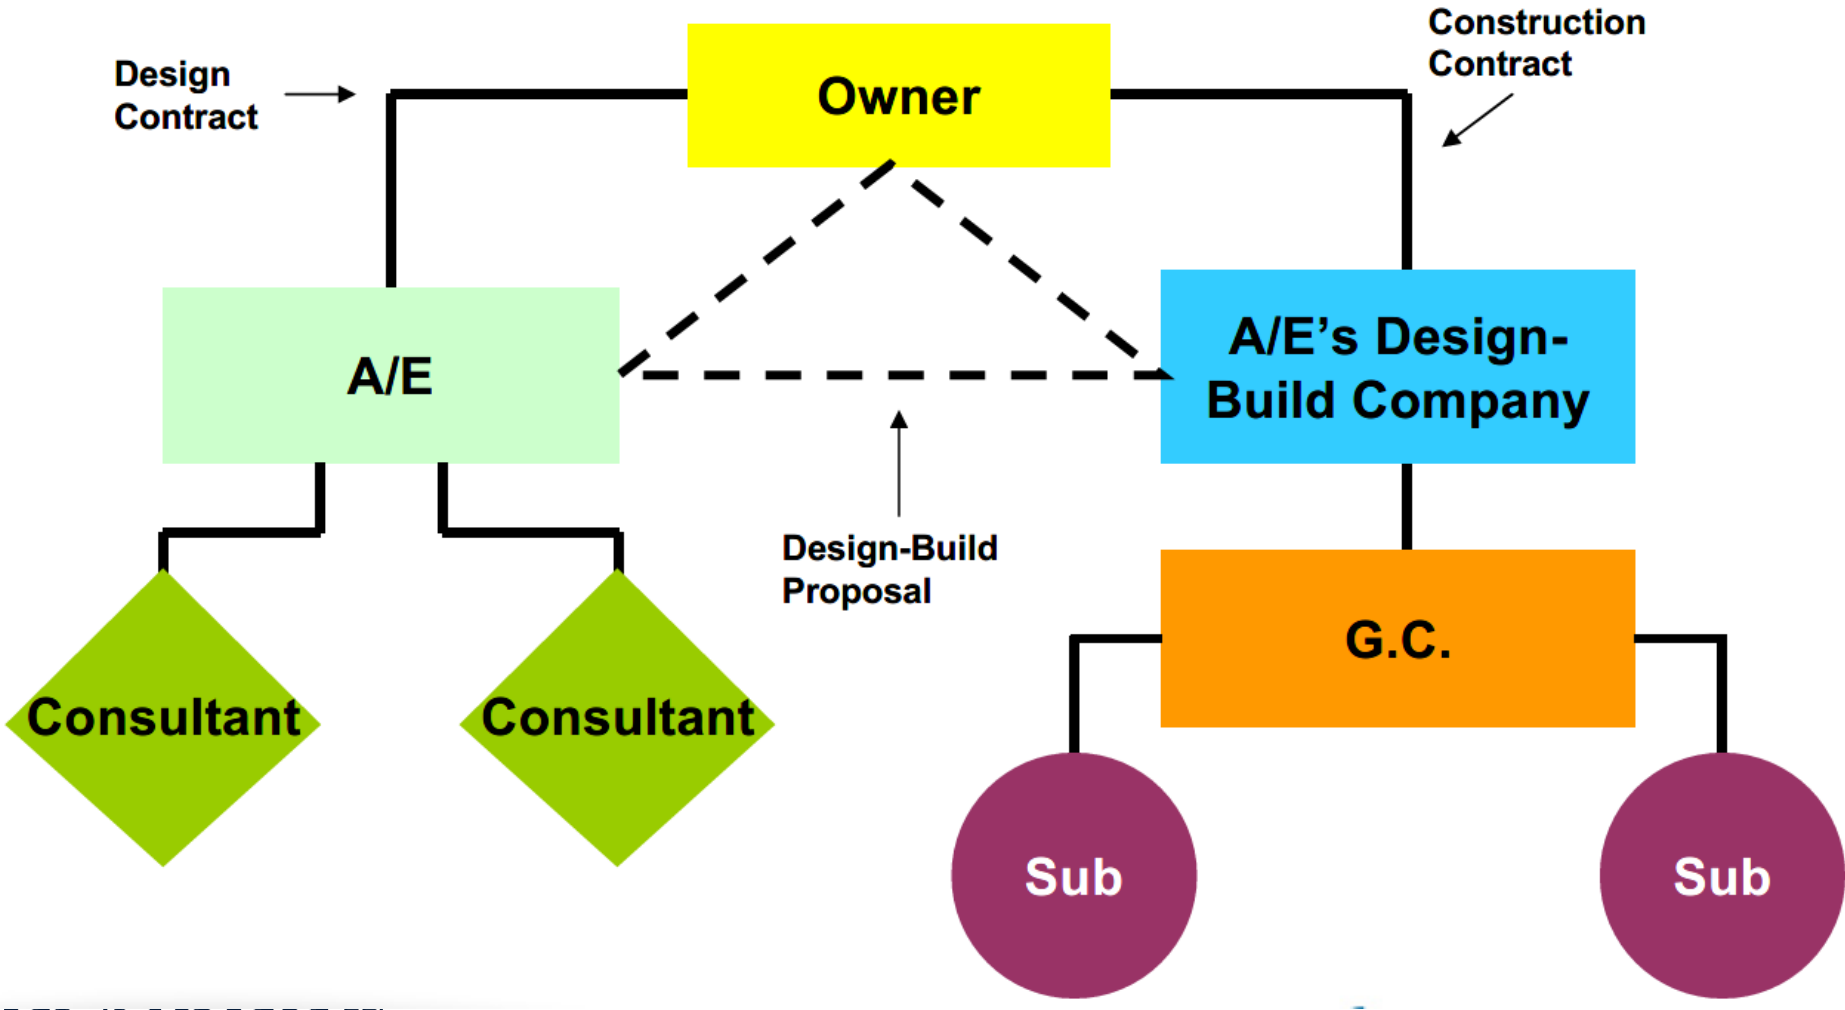 Construction
Contract
Design
Contract
Owner
A/E
A/E's Design-
Build Company
Design-Build
Proposal
G.C.
Consultant
Consultant
Sub
Sub